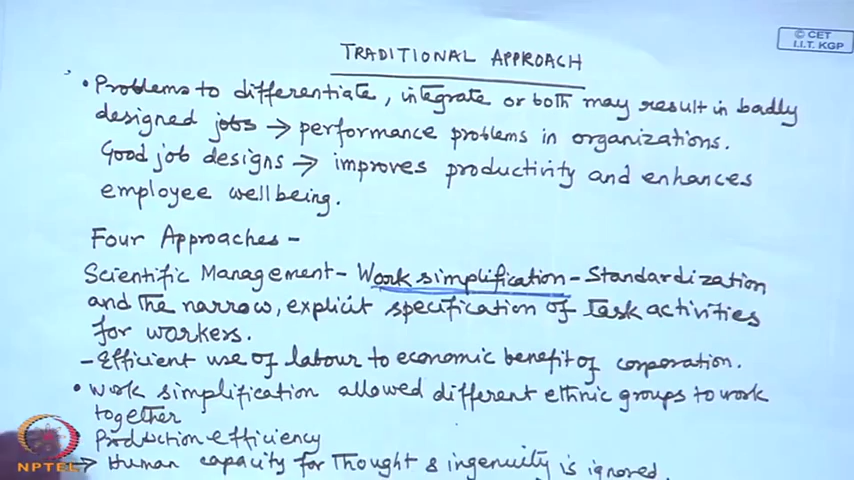 © CET
I.I.T. KGP
TRADITIONAL APPROACH
• Problems to differentiate, integrate or both may result in badly
designed jobs → performance problems in organizations.
Good job designs → improves productivity and enhances
employee wellbeing.
Four Approaches -
Scientific Management - Work simplification - Standardization
and the narrow, explicit specification of task activities
for workers.
- Efficient use of labour to economic benefit of corporation.
• Work simplification allowed different ethnic groups to work
together
Production efficiency
→ Human capacity for thought & ingenuity is ignored.
NPTEL